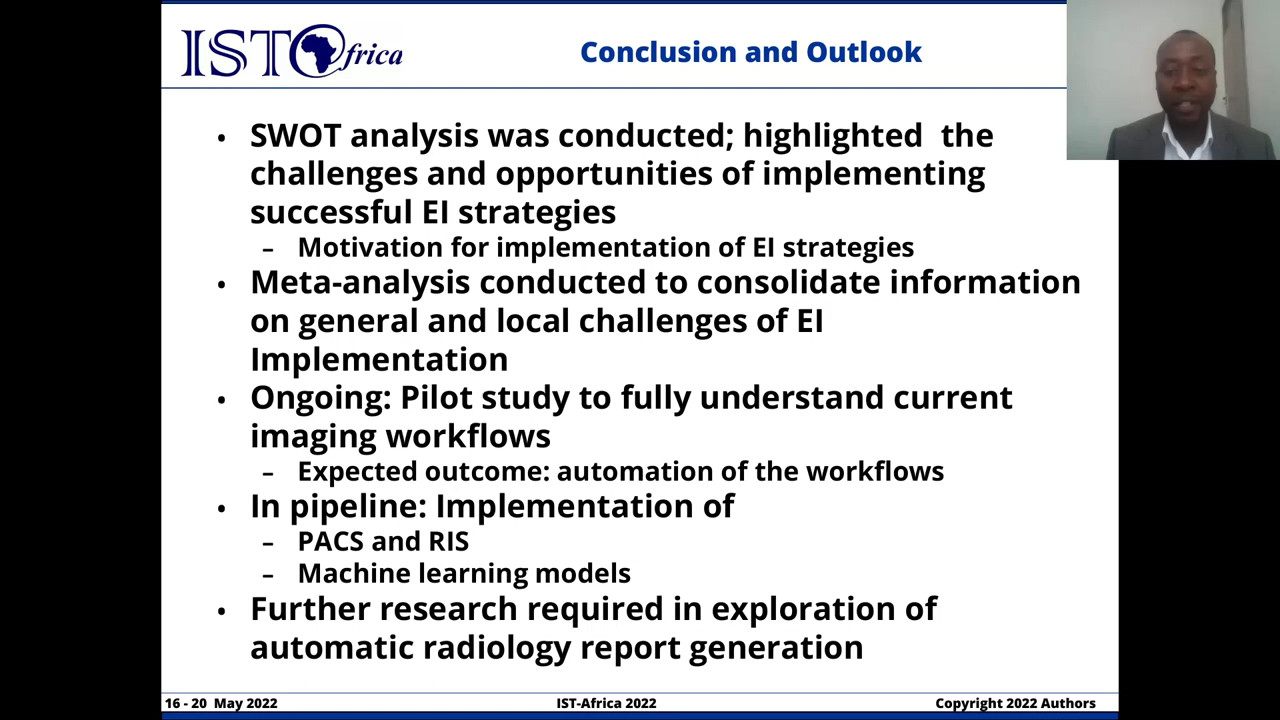 IST Africa
Conclusion and Outlook
• SWOT analysis was conducted; highlighted the
challenges and opportunities of implementing
successful EI strategies
– Motivation for implementation of EI strategies
• Meta-analysis conducted to consolidate information
on general and local challenges of EI
Implementation
• Ongoing: Pilot study to fully understand current
imaging workflows
– Expected outcome: automation of the workflows
• In pipeline: Implementation of
– PACS and RIS
– Machine learning models
• Further research required in exploration of
automatic radiology report generation
16 - 20 May 2022
IST-Africa 2022
Copyright 2022 Authors